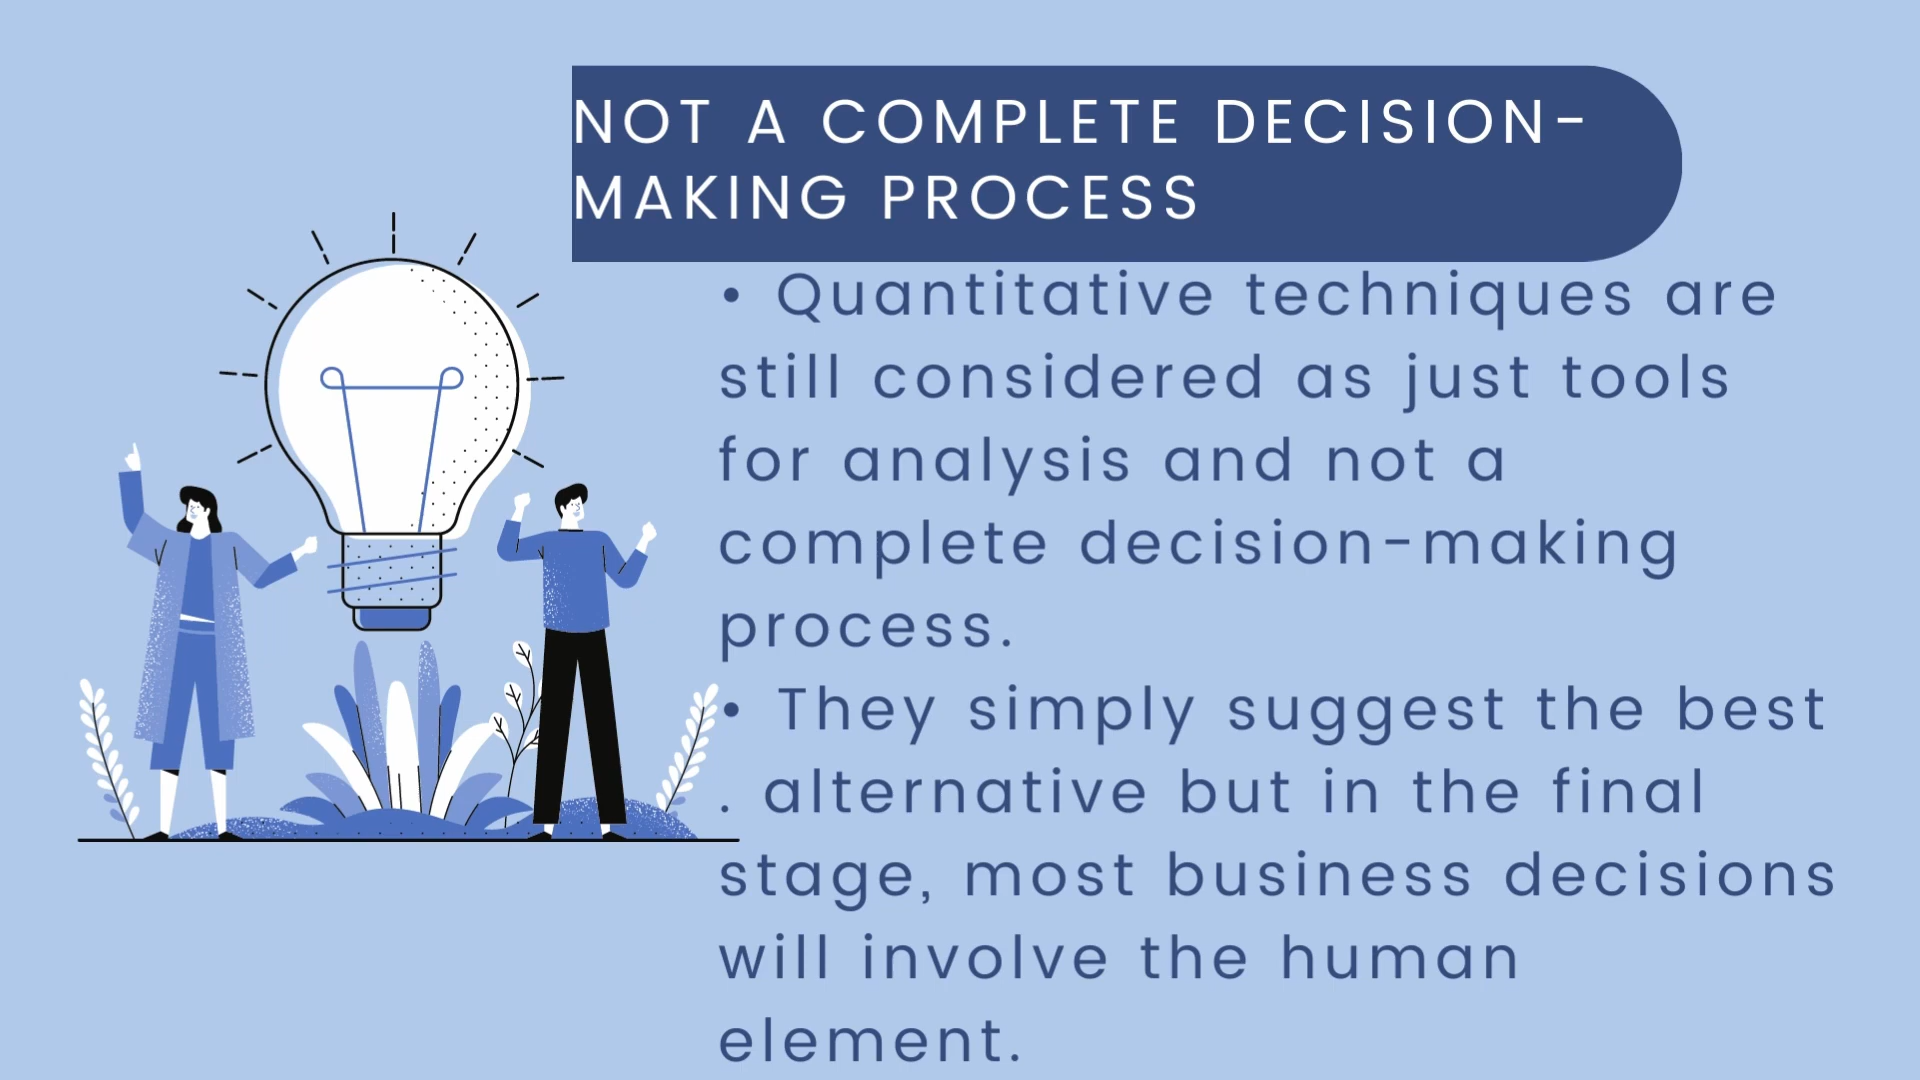 NOT A COMPLETE DECISION-
MAKING PROCESS
• Quantitative techniques are
still considered as just tools
for analysis and not a
complete decision-making
process.
• They simply suggest the best
. alternative but in the final
stage, most business decisions
will involve the human
element.